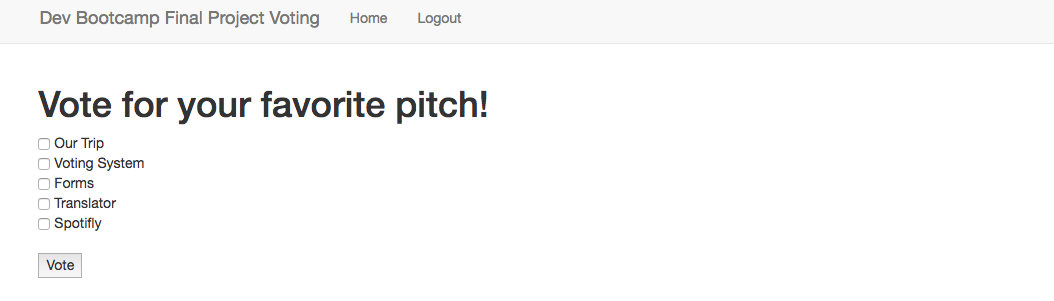 Dev Bootcamp Final Project Voting Home Logout
Vote for your favorite pitch!
Our Trip
Voting System
Forms
Translator
Spotifly
Vote